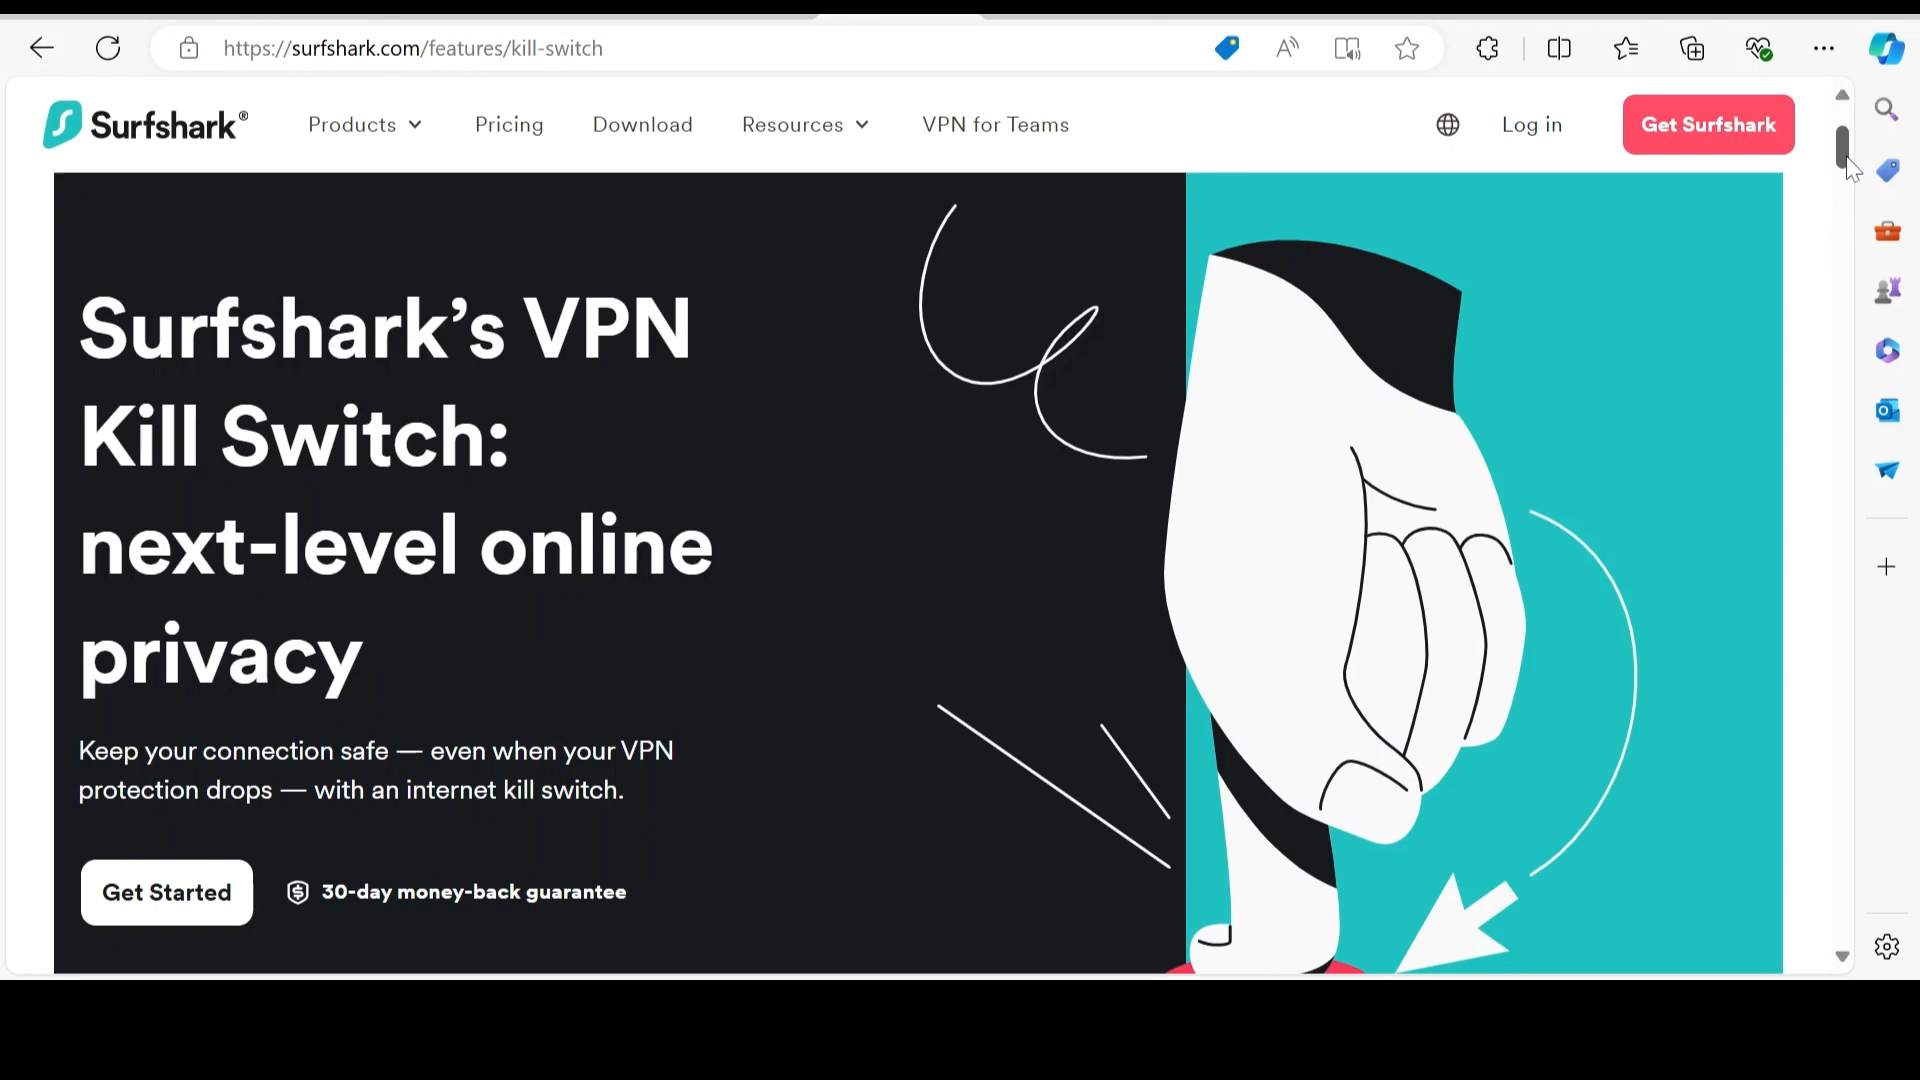 https://surfshark.com/features/kill-switch
Surfshark®
Products
Pricing
Download
Resources
VPN for Teams
Log in
Get Surfshark
Surfshark’s VPN
Kill Switch:
next-level online
privacy
Keep your connection safe — even when your VPN
protection drops — with an internet kill switch.
Get Started
30-day money-back guarantee